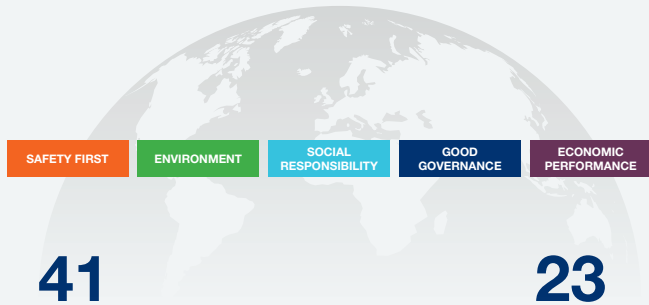 SAFETY FIRST
ENVIRONMENT
SOCIAL
RESPONSIBILITY
GOOD
GOVERNANCE
ECONOMIC
PERFORMANCE
41
23